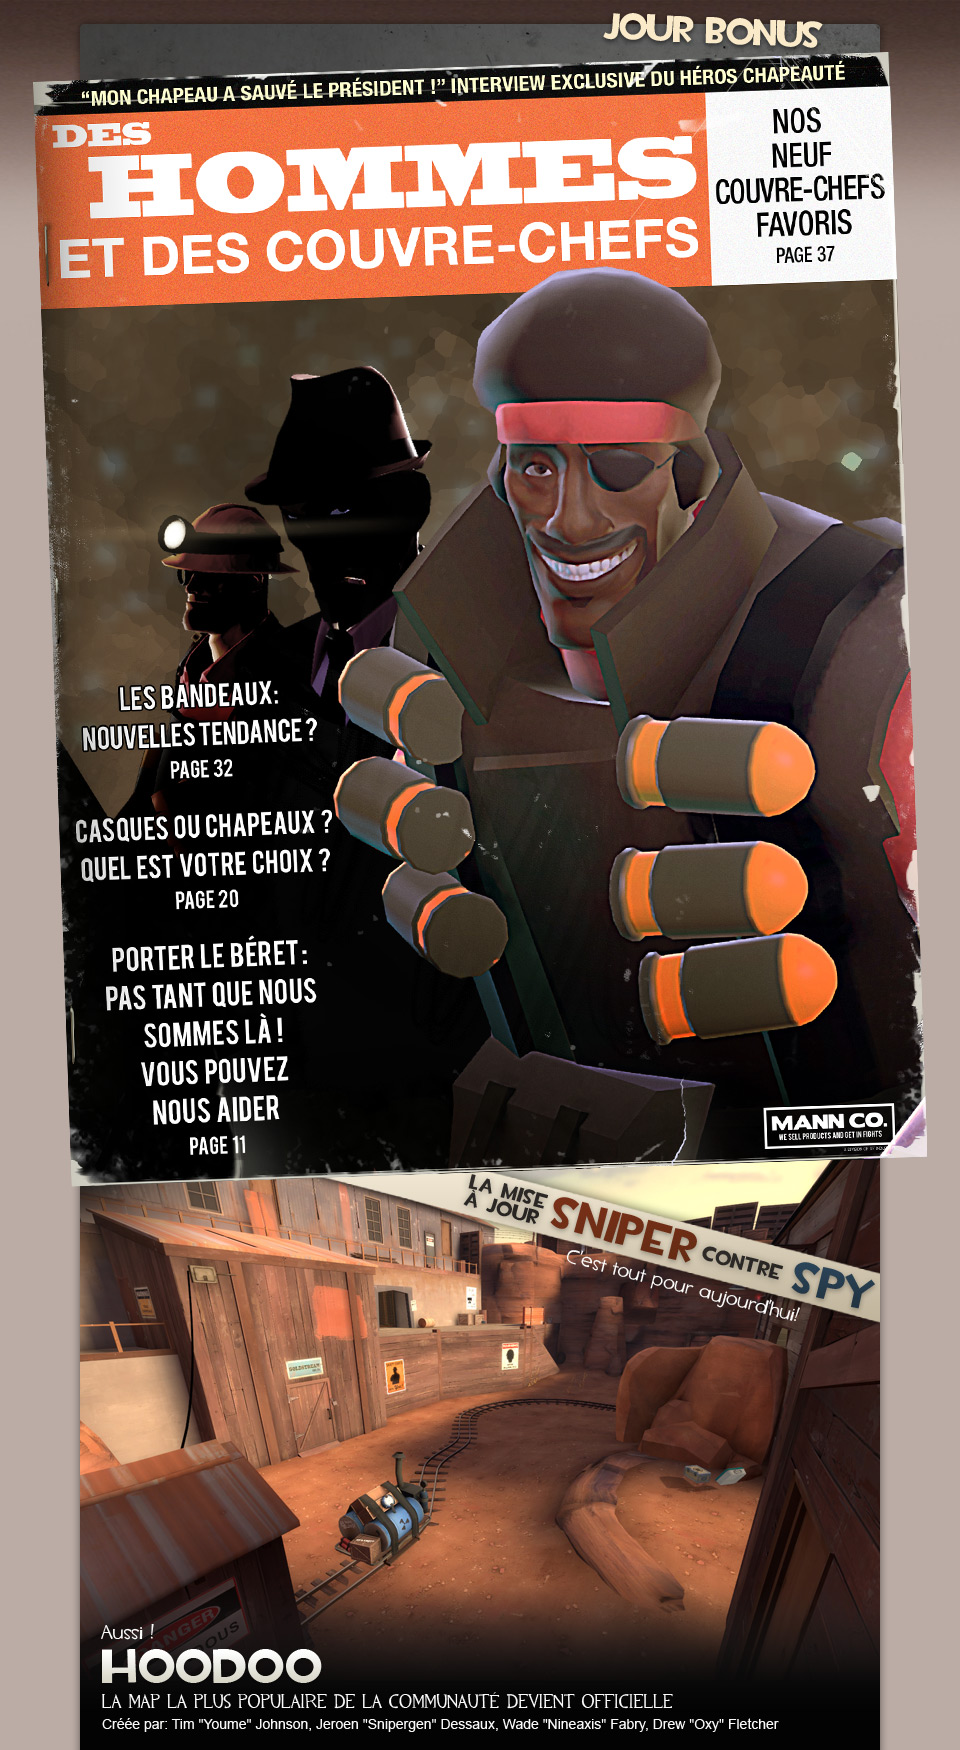 JOUR BONUS
“MON CHAPEAU A SAUVÉ LE PRÉSIDENT !” INTERVIEW EXCLUSIVE DU HÉROS CHAPEAUTÉ
DES
HOMMES
ET DES COUVRE-CHEFS
NOS
NEUF
COUVRE-CHEFS
FAVORIS
PAGE 37
LES BANDEAUX:
NOUVELLES TENDANCE ?
PAGE 32
CASQUES OU CHAPEAUX ?
QUEL EST VOTRE CHOIX ?
PAGE 20
PORTER LE BÉRET :
PAS TANT QUE NOUS
SOMMES LÀ !
VOUS POUVEZ
NOUS AIDER
PAGE 11
MANN CO.
WE SELL PRODUCTS AND GET IN FIGHTS
LA MISE
À JOUR
SNIPER CONTRE SPY
C'est tout pour aujourd'hui!
DANGER
Aussi !
HOODOO
LA MAP LA PLUS POPULAIRE DE LA COMMUNAUTÉ DEVIENT OFFICIELLE
Créée par: Tim "Youme" Johnson, Jeroen "Snipergen" Dessaux, Wade "Nineaxis" Fabry, Drew "Oxy" Fletcher